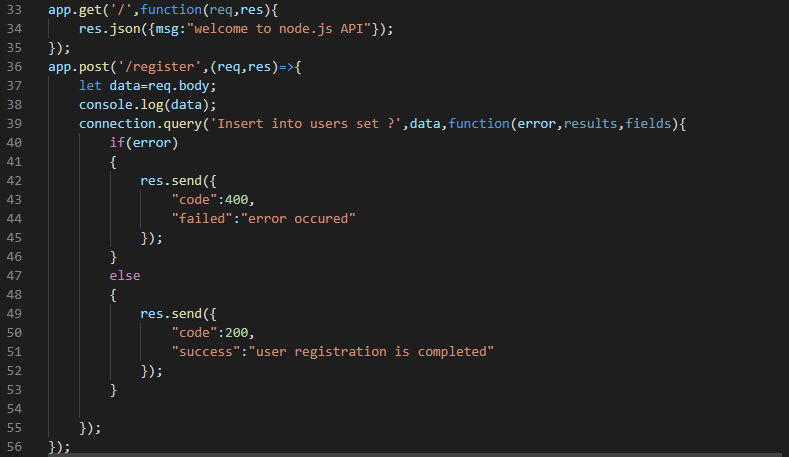 33 app.get('/',function(req,res){
34     res.json({msg:"welcome to node.js API"});
35 });
36 app.post('/register',(req,res)=>{
37     let data=req.body;
38     console.log(data);
39     connection.query('Insert into users set ?',data,function(error,results,fields){
40         if(error)
41         {
42             res.send({
43                 "code":400,
44                 "failed":"error occured"
45             });
46         }
47         else
48         {
49             res.send({
50                 "code":200,
51                 "success":"user registration is completed"
52             });
53         }
54
55     });
56 });